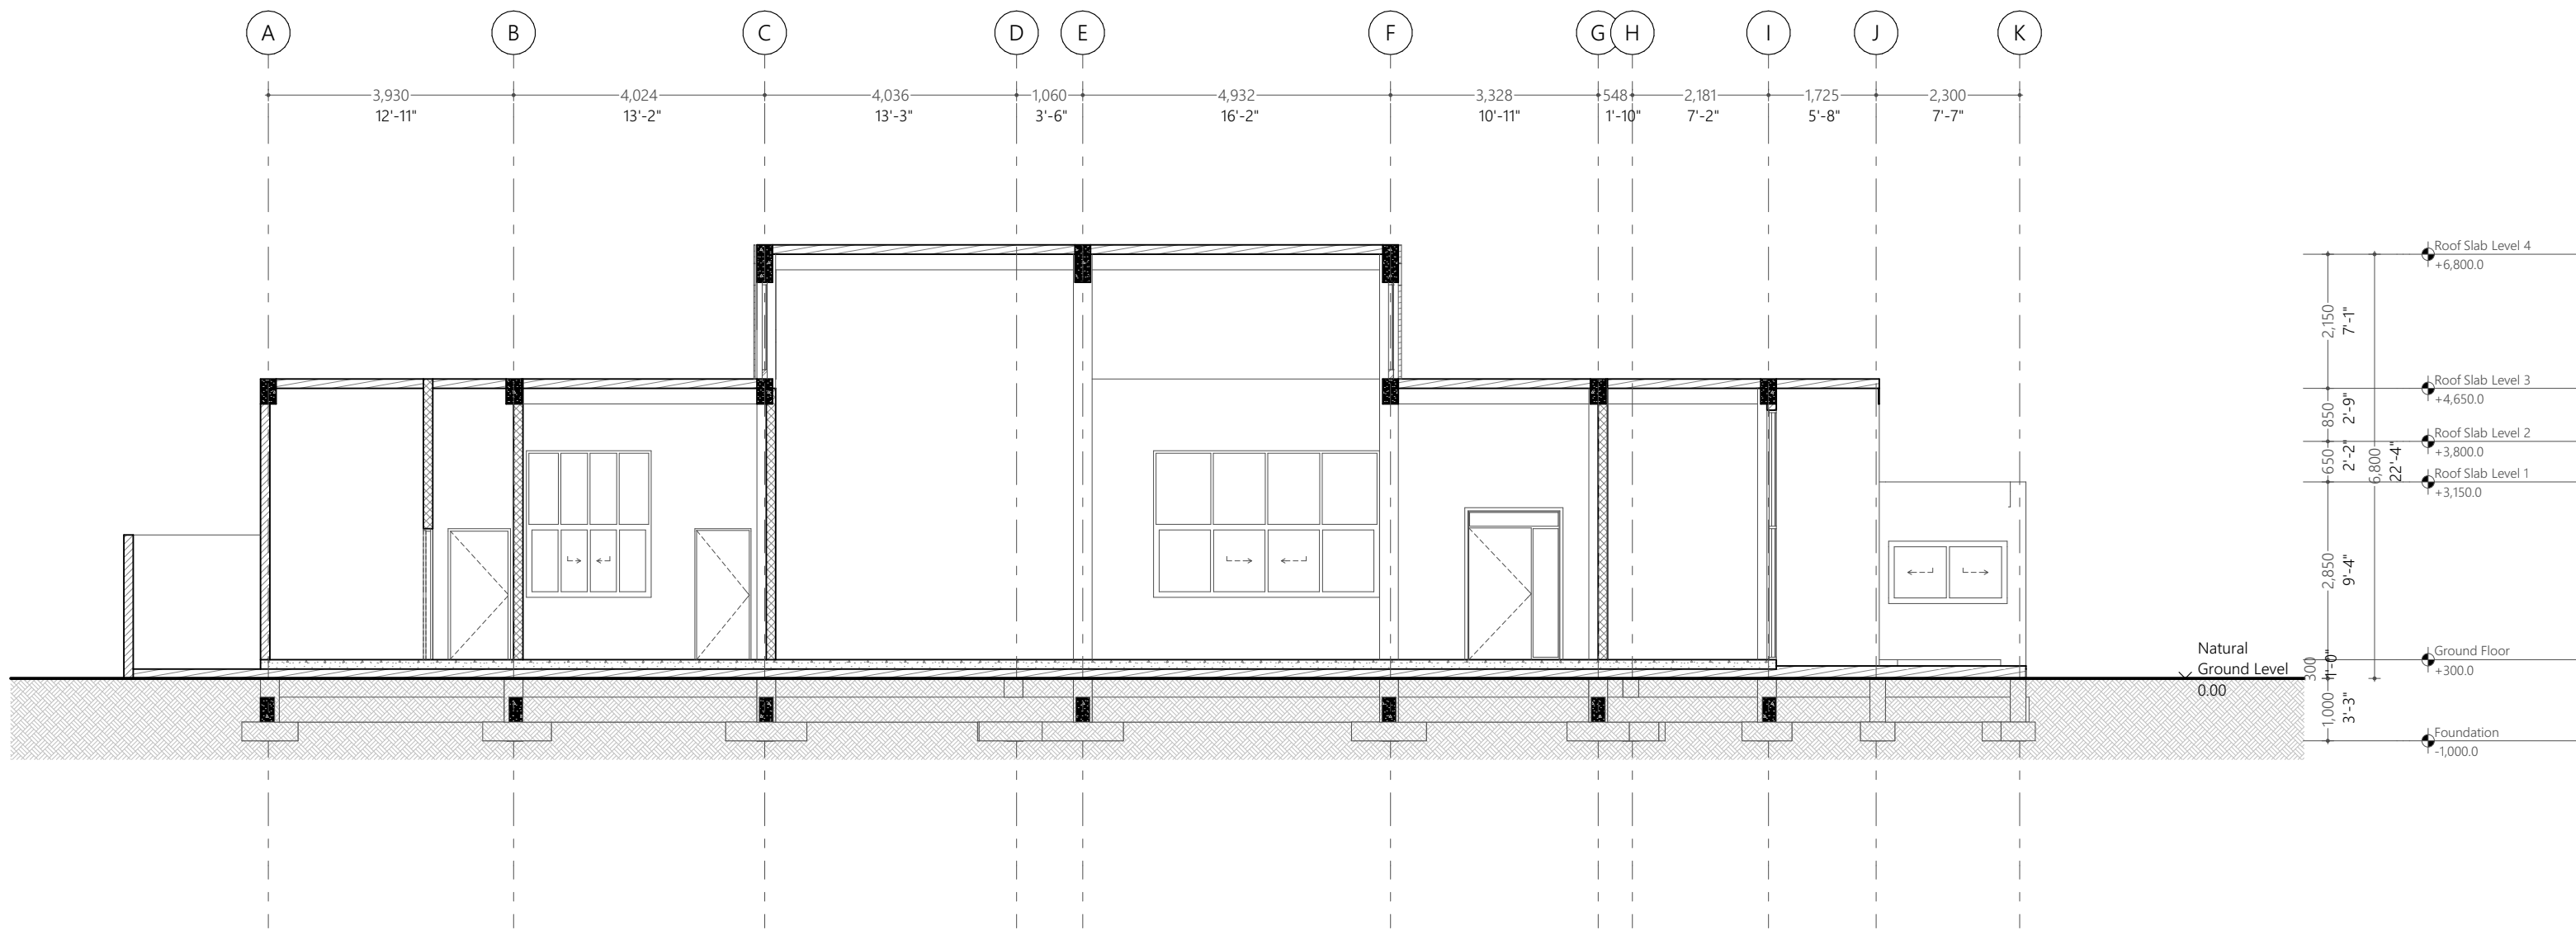 A B C D E F G H I J K
3,930 4,024 4,036 1,060 4,932 3,328 548 2,181 1,725 2,300
12'-11" 13'-2" 13'-3" 3'-6" 16'-2" 10'-11" 1'-10" 7'-2" 5'-8" 7'-7"
Roof Slab Level 4
+6,800.0
2,150
7'-1"
Roof Slab Level 3
+4,650.0
850
2'-9"
Roof Slab Level 2
+3,800.0
650
2'-2"
6,800
22'-4"
Roof Slab Level 1
+3,150.0
2,850
9'-4"
Natural
Ground Level
0.00
Ground Floor
+300.0
300
1'-0"
1,000
3'-3"
Foundation
-1,000.0